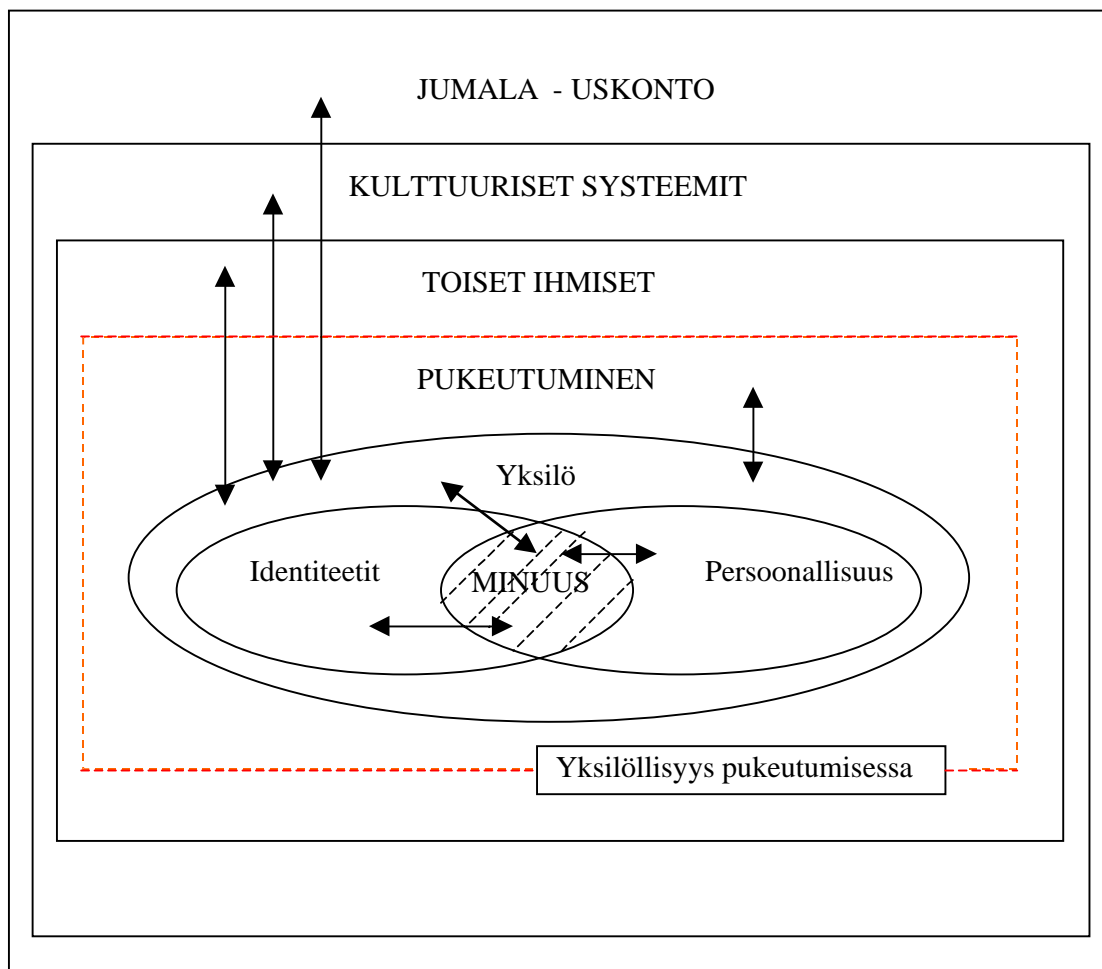 JUMALA - USKONTO
KULTTUURISET SYSTEEMIT
TOISET IHMISET
PUKEUTUMINEN
Yksilö
Identiteetit
MINUUS
Persoonallisuus
Yksilöllisyys pukeutumisessa